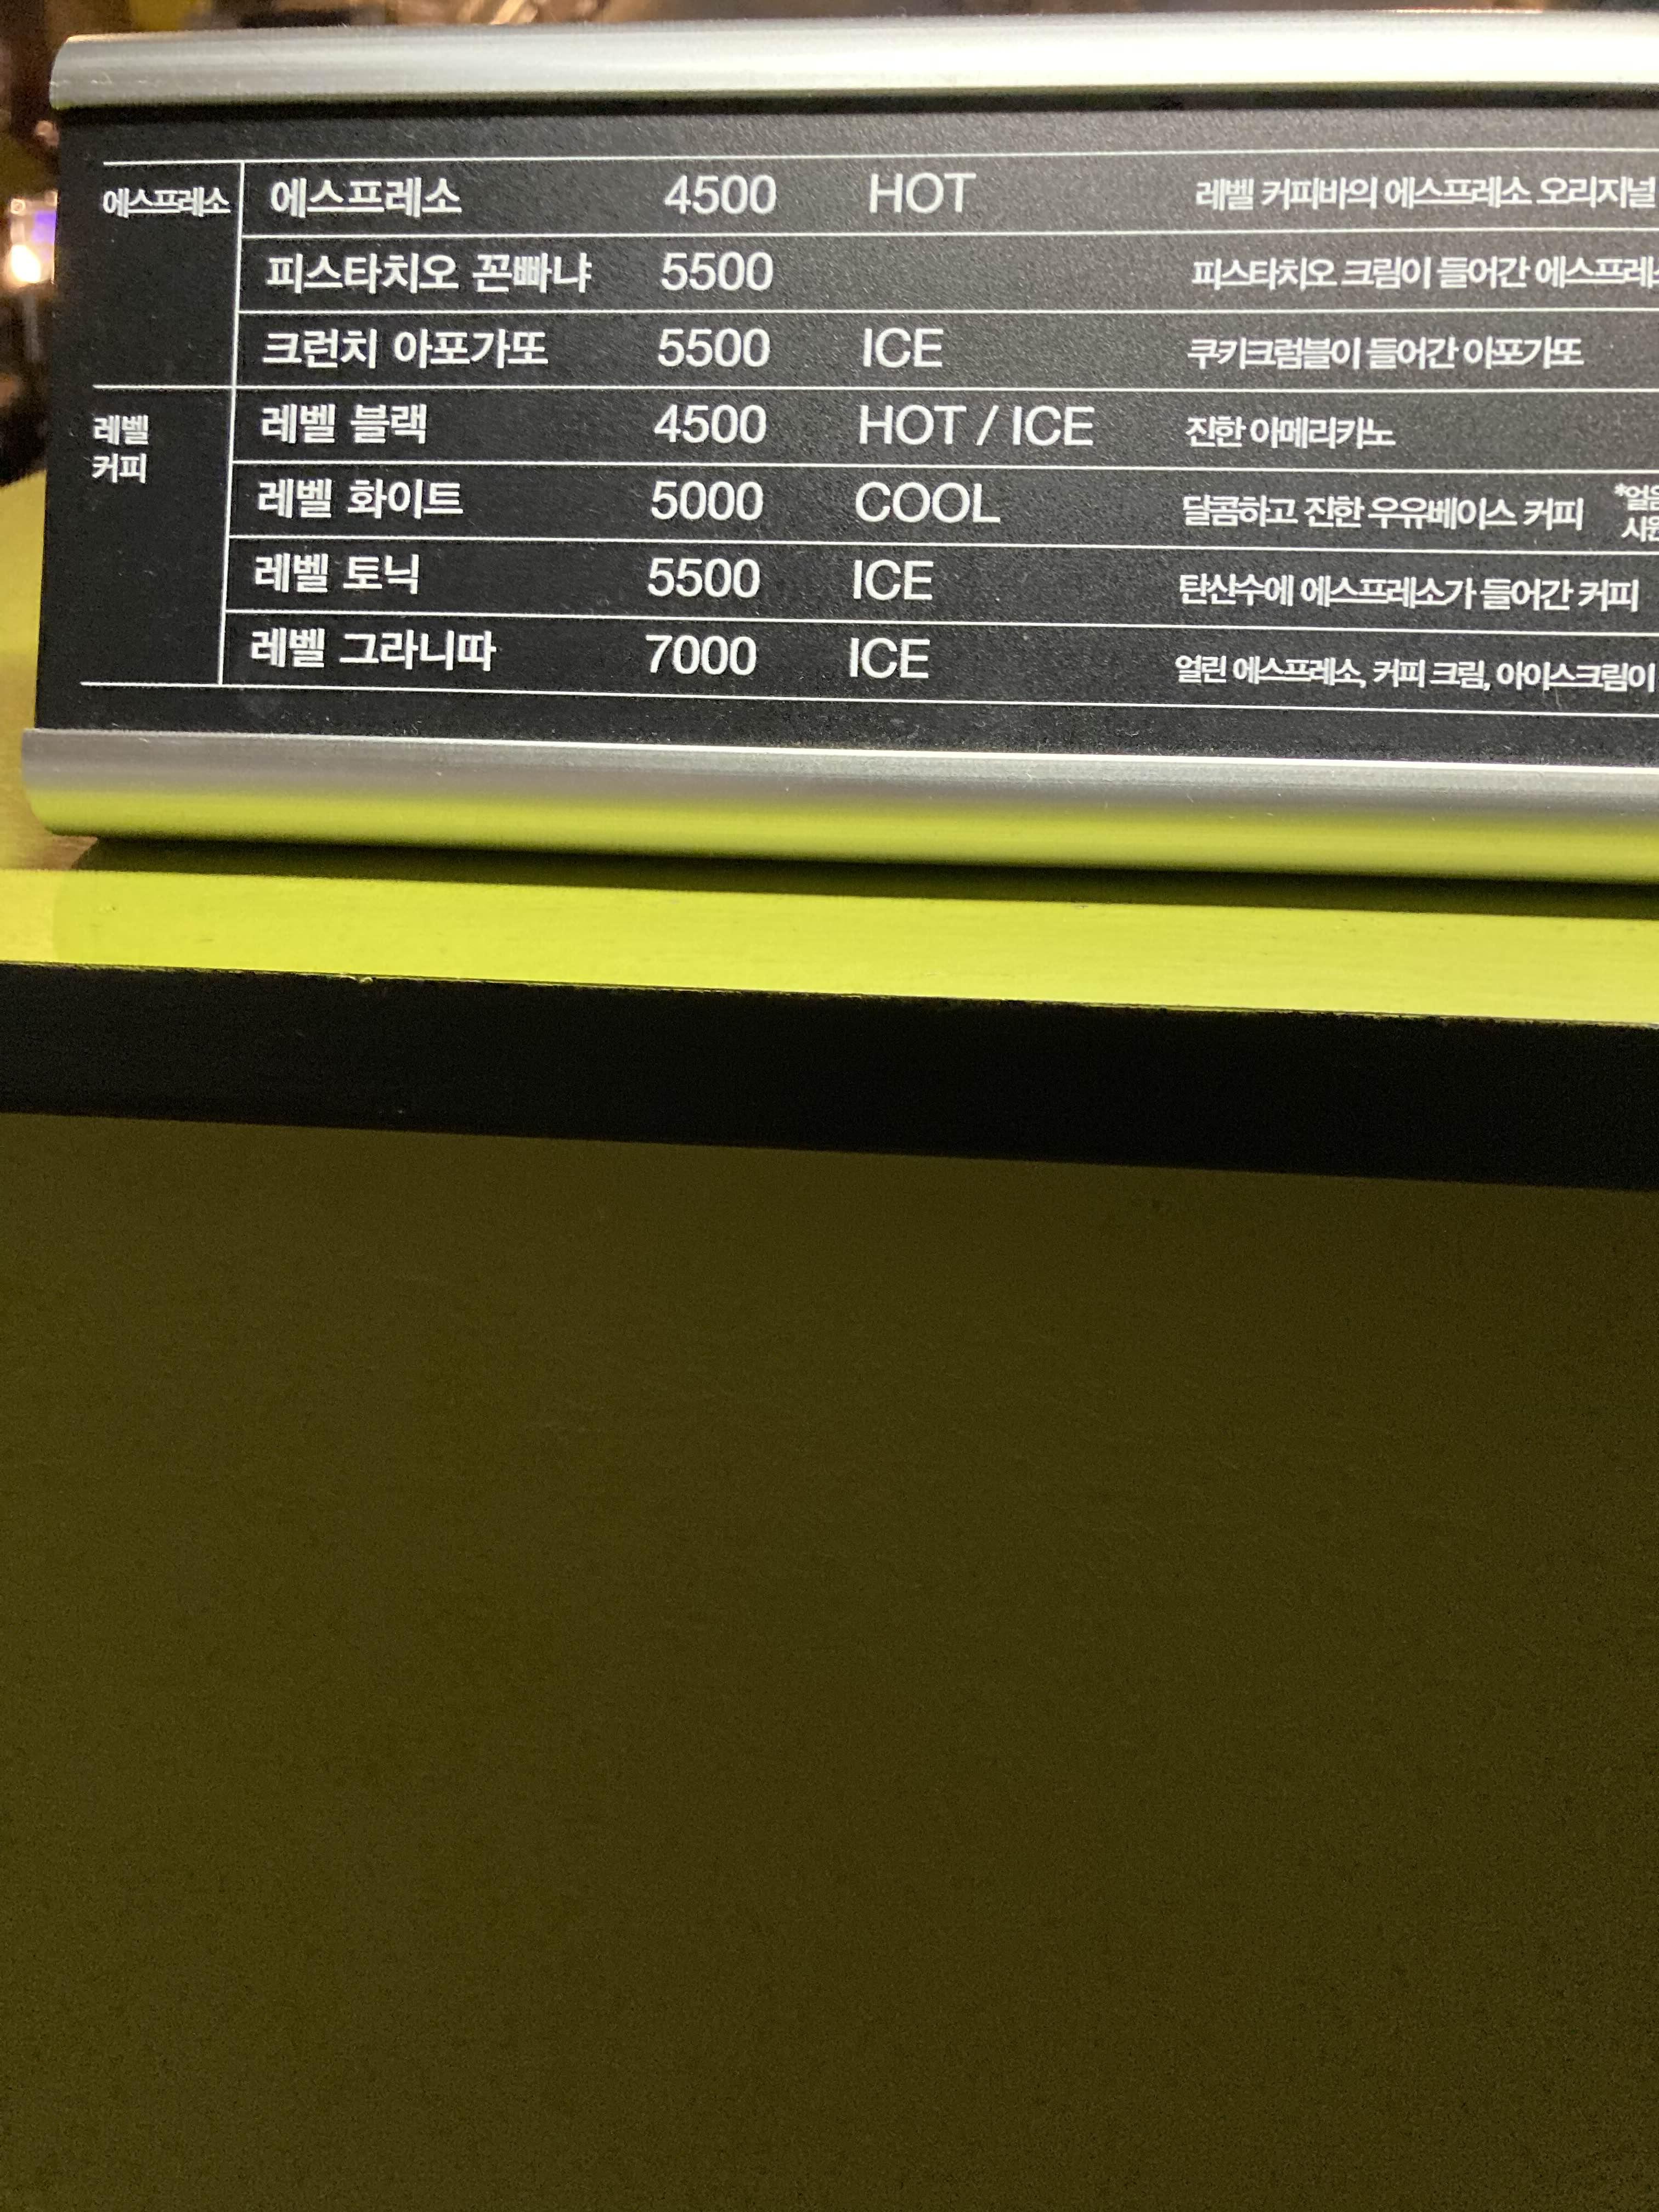 에스프레소 에스프레소 4500 HOT 레벨 커피바의 에스프레소 오리지널
피스타치오 꼰빠냐 5500 피스타치오 크림이 들어간
크런치 아포가또 5500 ICE 쿠키크럼블이 들어간 아포가또
레벨 커피 레벨 블랙 4500 HOT / ICE 진한 아메리카노
레벨 화이트 5000 COOL 달콤하고 진한 우유베이스 커피
레벨 토닉 5500 ICE 탄산수에 에스프레소가 들어간 커피
레벨 그라니따 7000 ICE 얼린 에스프레소, 커피 크림, 아이스크림이